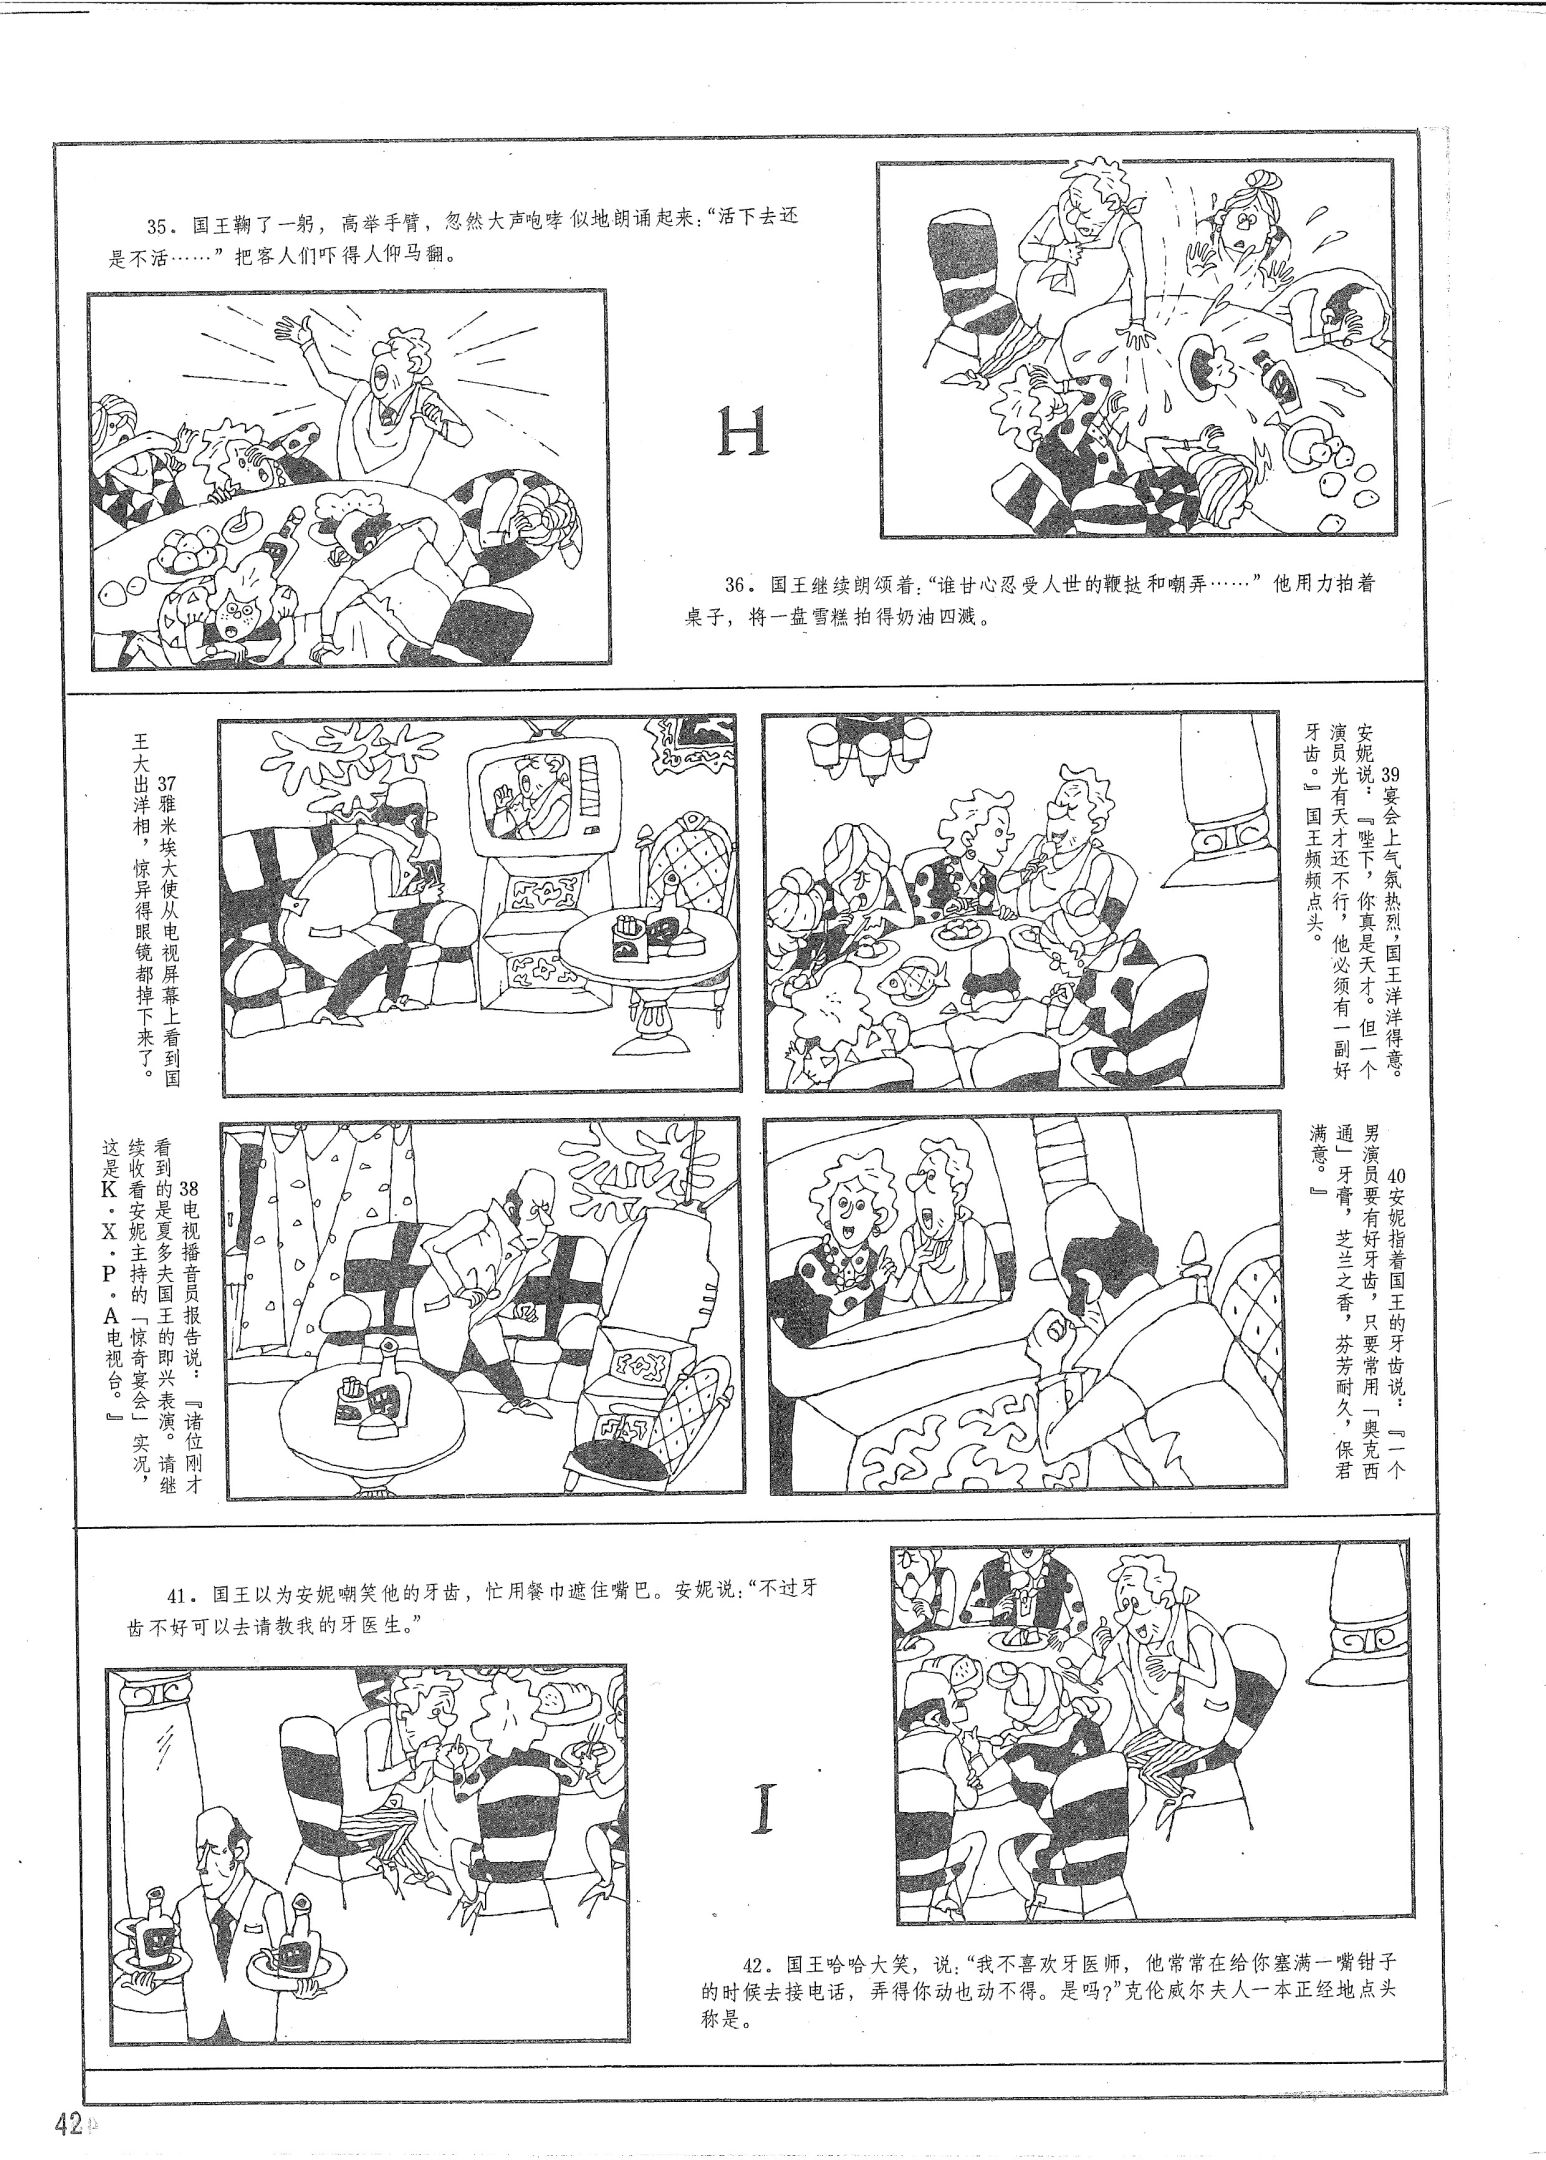 35。国王鞠了一躬，高举手臂，忽然大声咆哮似地朗诵起来：“活下去还
是不活……”把客人们吓得人仰马翻。
H
36。国王继续朗颂着：“谁甘心忍受人世的鞭挞和嘲弄……”他用力拍着
桌子，将一盘雪糕拍得奶油四溅。
37雅米埃大使从电视屏幕上看到国
王大出洋相，惊异得眼镜都掉下来了。
38电视播音员报告说：『诸位刚才
看到的是夏多夫国王的即兴表演。请继
续收看安妮主持的「惊奇宴会」实况，
这是K·X·P·A电视台。』
39宴会上气氛热烈，国王洋洋得意。
安妮说：『陛下，你真是天才。但一个
演员光有天才还不行，他必须有一副好
牙齿。』国王频频点头。
40安妮指着国王的牙齿说：『一个
男演员要有好牙齿，只要常用「奥克西
通」牙膏，芝兰之香，芬芳耐久，保君
满意。』
41。国王以为安妮嘲笑他的牙齿，忙用餐巾遮住嘴巴。安妮说：“不过牙
齿不好可以去请教我的牙医生。”
I
42。国王哈哈大笑，说：“我不喜欢牙医师，他常常在给你塞满一嘴钳子
的时候去接电话，弄得你动也动不得。是吗？”克伦威尔夫人一本正经地点头
称是。
42